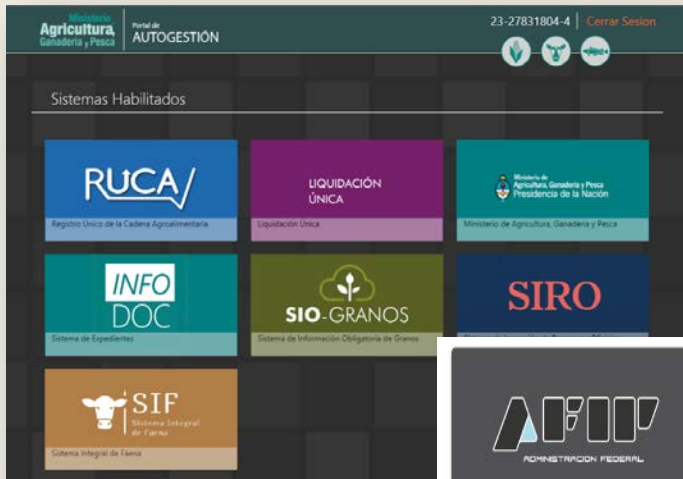 Ministerio
Agricultura,
Ganadería y Pesca
Portal de
AUTOGESTIÓN
23-27831804-4 | Cerrar Sesion
Sistemas Habilitados
RUCA
Registro Único de la Cadena Agroalimentaria
LIQUIDACIÓN
ÚNICA
Liquidación Única
Ministerio de
Agricultura, Ganadería y Pesca
Presidencia de la Nación
Ministerio de Agricultura, Ganadería y Pesca
INFO
DOC
Sistema de Expedientes
SIO-GRANOS
Sistema de Información Obligatoria de Granos
SIRO
SIF
Sistema Integral
de Faena
Sistema Integral de Faena
AFIP
ADMINISTRACION FEDERAL